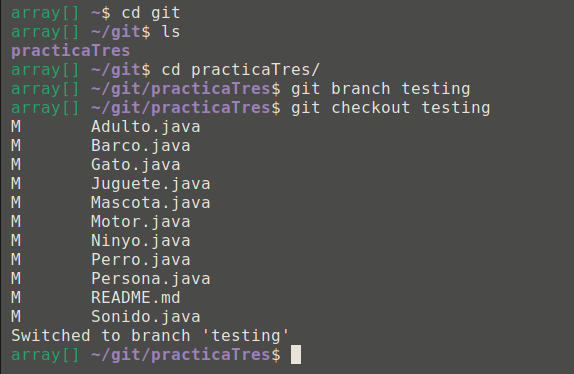 array[] ~$ cd git
array[] ~/git$ ls
practicaTres
array[] ~/git$ cd practicaTres/
array[] ~/git/practicaTres$ git branch testing
array[] ~/git/practicaTres$ git checkout testing
M       Adulto.java
M       Barco.java
M       Gato.java
M       Juguete.java
M       Mascota.java
M       Motor.java
M       Ninyo.java
M       Perro.java
M       Persona.java
M       README.md
M       Sonido.java
Switched to branch 'testing'
array[] ~/git/practicaTres$